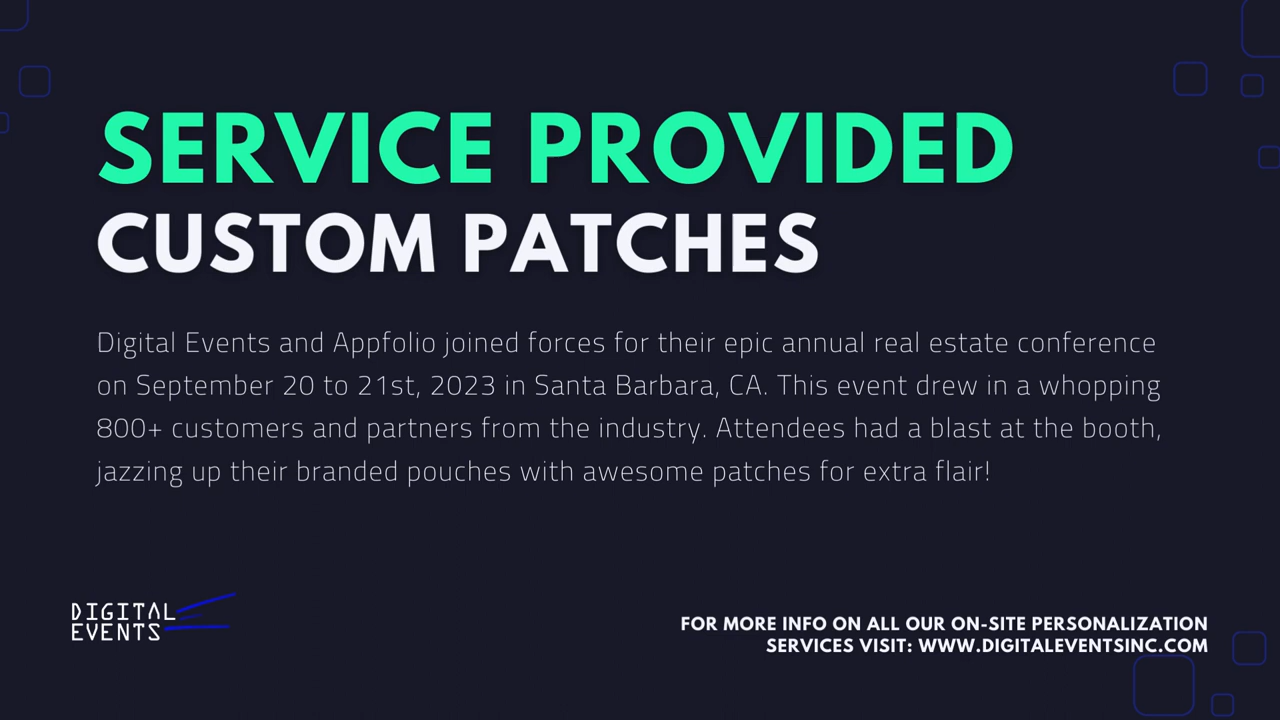 SERVICE PROVIDED
CUSTOM PATCHES
Digital Events and Appfolio joined forces for their epic annual real estate conference
on September 20 to 21st, 2023 in Santa Barbara, CA. This event drew in a whopping
800+ customers and partners from the industry. Attendees had a blast at the booth,
jazzing up their branded pouches with awesome patches for extra flair!
DIGITAL
EVENTS
FOR MORE INFO ON ALL OUR ON-SITE PERSONALIZATION
SERVICES VISIT: WWW.DIGITALEVENTSINC.COM